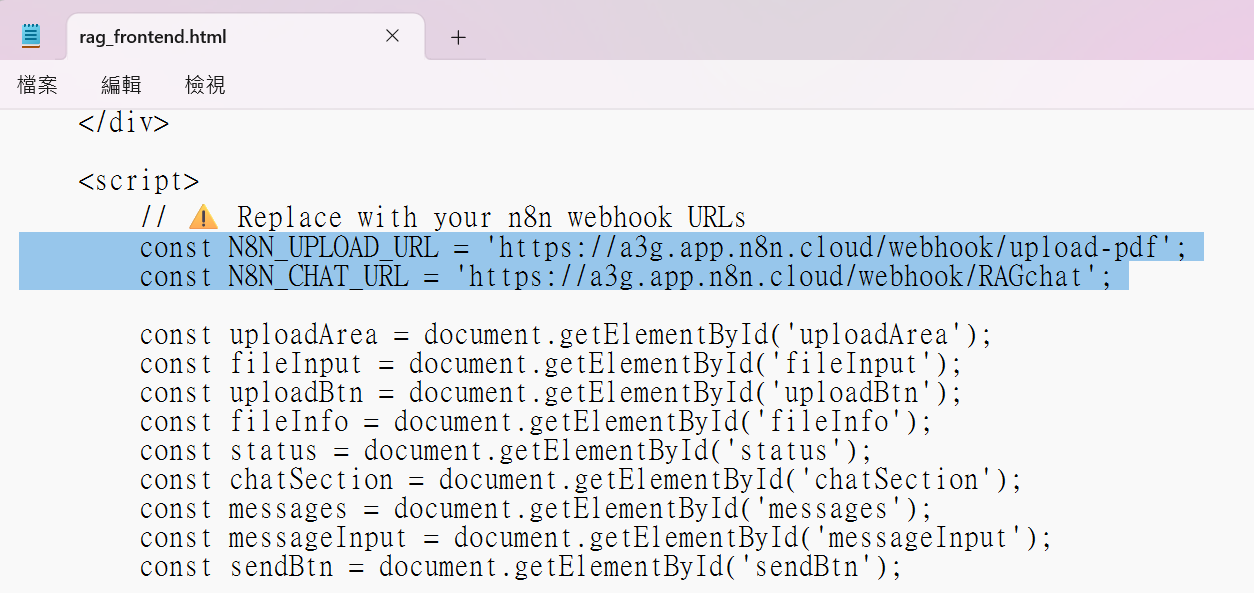 rag_frontend.html
檔案 編輯 檢視
</div>
<script>
// ⚠️ Replace with your n8n webhook URLs
const N8N_UPLOAD_URL = 'https://a3g.app.n8n.cloud/webhook/upload-pdf';
const N8N_CHAT_URL = 'https://a3g.app.n8n.cloud/webhook/RAGchat';
const uploadArea = document.getElementById('uploadArea');
const fileInput = document.getElementById('fileInput');
const uploadBtn = document.getElementById('uploadBtn');
const fileInfo = document.getElementById('fileInfo');
const status = document.getElementById('status');
const chatSection = document.getElementById('chatSection');
const messages = document.getElementById('messages');
const messageInput = document.getElementById('messageInput');
const sendBtn = document.getElementById('sendBtn');